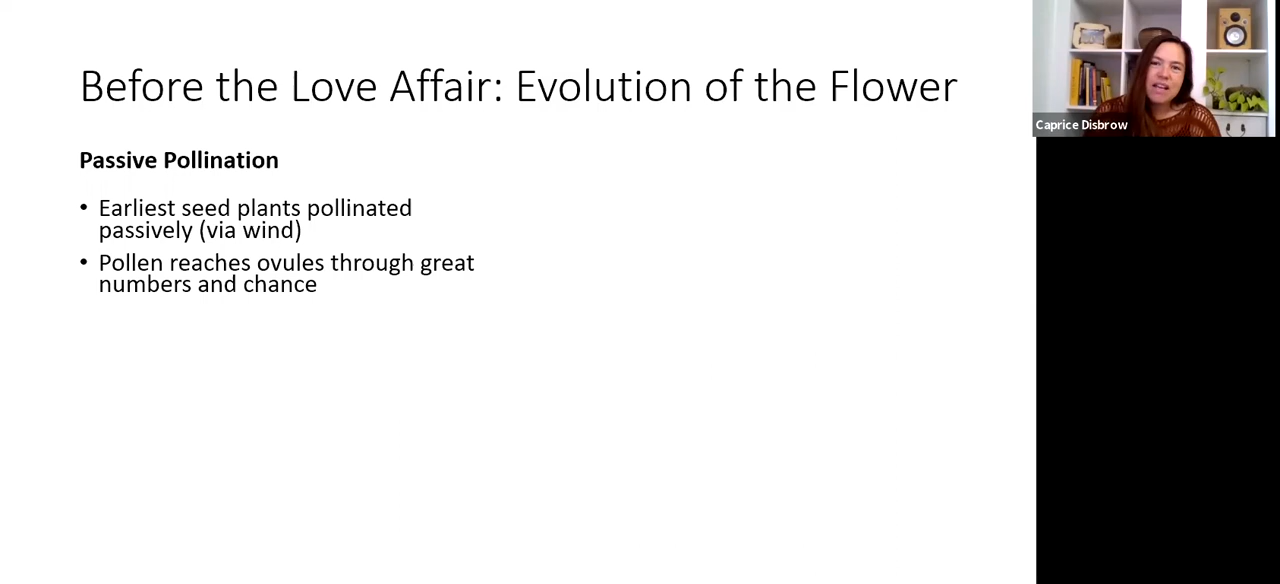 Before the Love Affair: Evolution of the Flower
Passive Pollination
• Earliest seed plants pollinated
passively (via wind)
• Pollen reaches ovules through great
numbers and chance
Caprice Disbrow